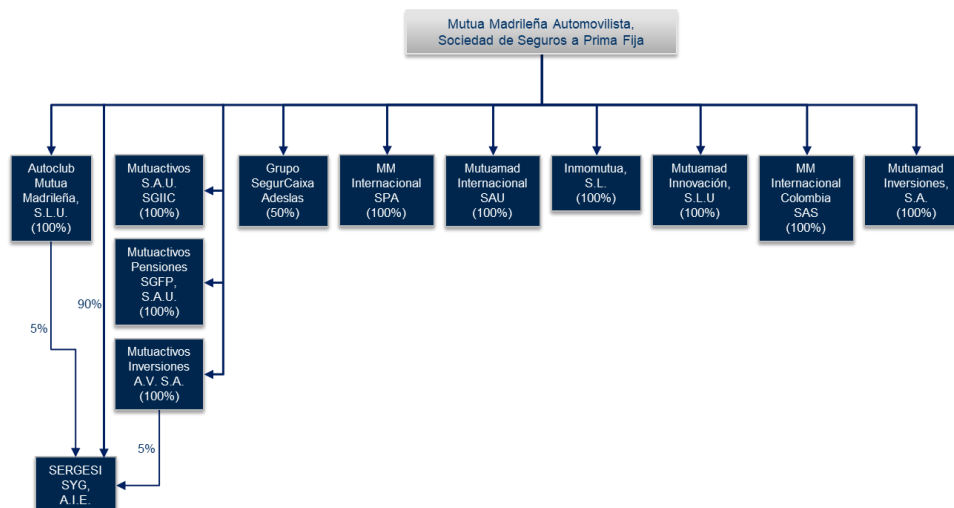 Mutua Madrileña Automovilista,
Sociedad de Seguros a Prima Fija
Autoclub
Mutua
Madrileña,
S.L.U.
(100%)
Mutuactivos
S.A.U.
SGIIC
(100%)
Grupo
SegurCaixa
Adeslas
(50%)
MM
Internacional
SPA
(100%)
Mutuamad
Internacional
SAU
(100%)
Inmomutua,
S.L.
(100%)
Mutuamad
Innovación,
S.L.U
(100%)
MM
Internacional
Colombia
SAS
(100%)
Mutuamad
Inversiones,
S.A.
(100%)
Mutuactivos
Pensiones
SGFP,
S.A.U.
(100%)
90%
5%
Mutuactivos
Inversiones
A.V. S.A.
(100%)
5%
SERGESI
SYG,
A.I.E.